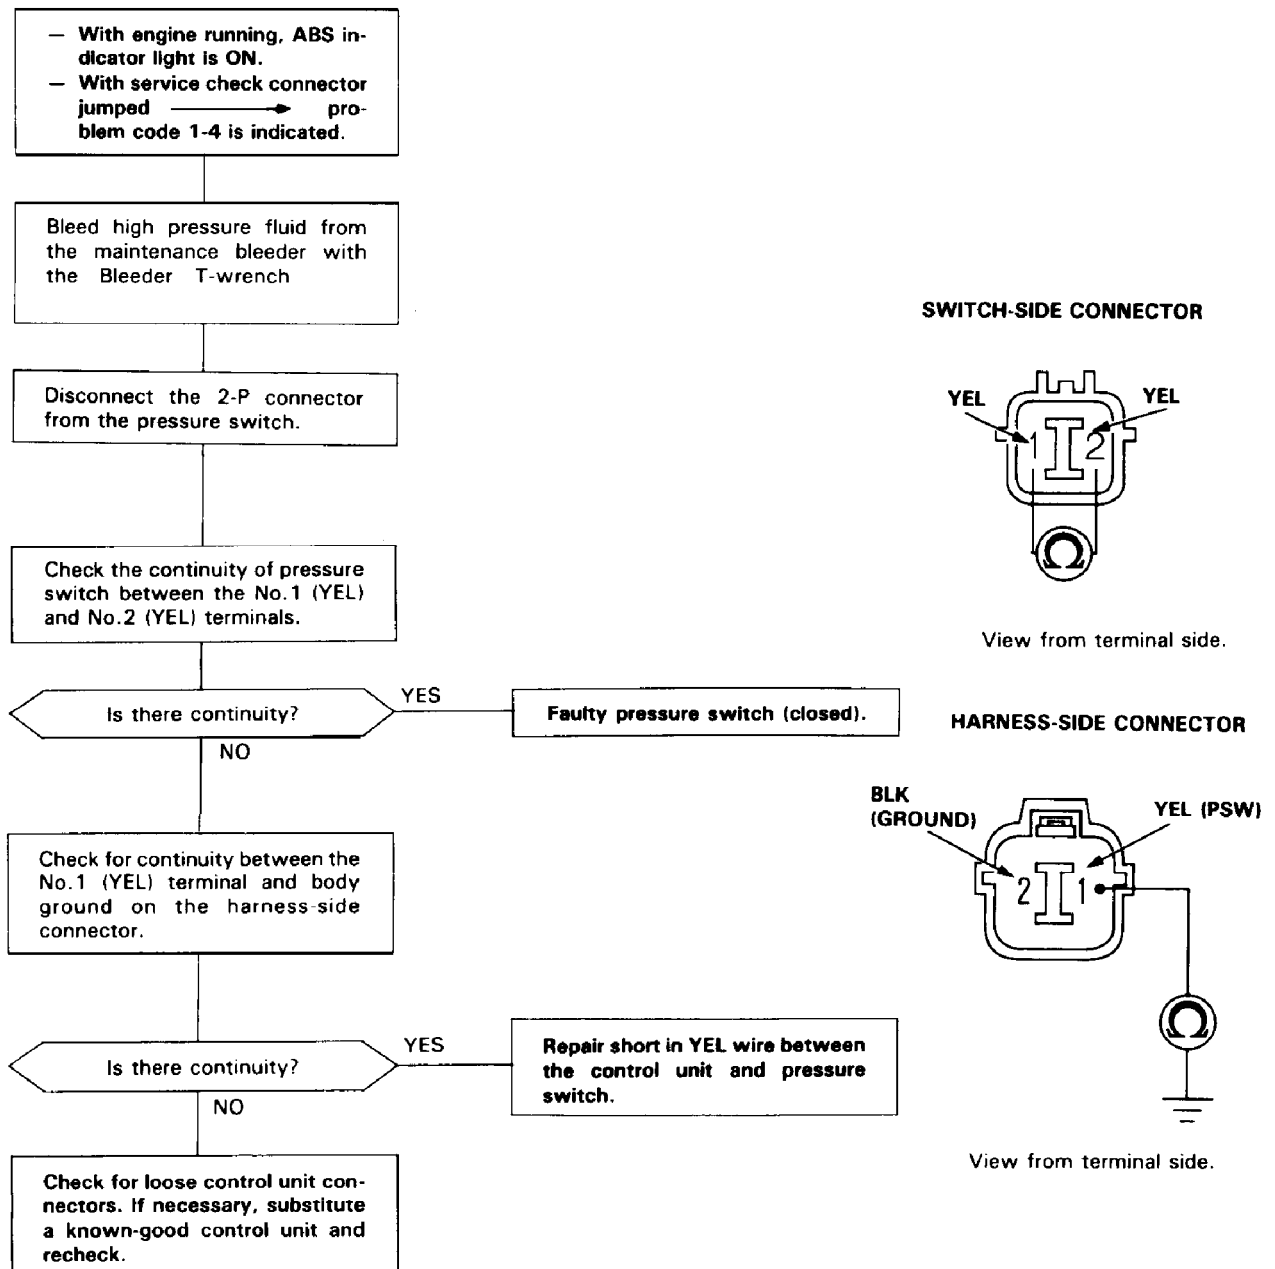 — With engine running, ABS in-
dicator light is ON.
— With service check connector
jumped ⟶ pro-
blem code 1-4 is indicated.
Bleed high pressure fluid from
the maintenance bleeder with
the Bleeder T-wrench
Disconnect the 2-P connector
from the pressure switch.
Check the continuity of pressure
switch between the No.1 (YEL)
and No.2 (YEL) terminals.
Is there continuity?
YES
Faulty pressure switch (closed).
NO
Check for continuity between the
No.1 (YEL) terminal and body
ground on the harness-side
connector.
Is there continuity?
YES
Repair short in YEL wire between
the control unit and pressure
switch.
NO
Check for loose control unit con-
nectors. If necessary, substitute
a known-good control unit and
recheck.
SWITCH-SIDE CONNECTOR
YEL
YEL
1 2
Ω
View from terminal side.
HARNESS-SIDE CONNECTOR
BLK
(GROUND)
YEL (PSW)
2 1
Ω
View from terminal side.